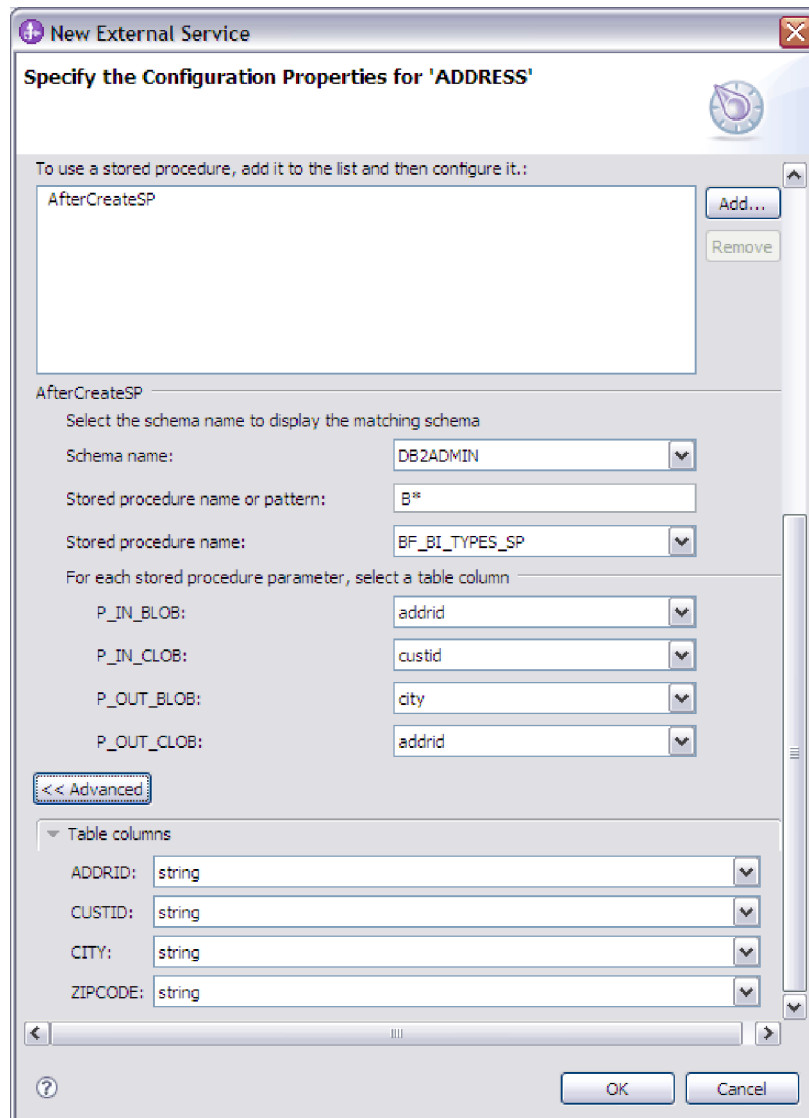 New External Service
Specify the Configuration Properties for 'ADDRESS'
To use a stored procedure, add it to the list and then configure it.:
AfterCreateSP
Add...
Remove
AfterCreateSP
Select the schema name to display the matching schema
Schema name: DB2ADMIN
Stored procedure name or pattern: B*
Stored procedure name: BF_BI_TYPES_SP
For each stored procedure parameter, select a table column
P_IN_BLOB: addrid
P_IN_CLOB: custid
P_OUT_BLOB: city
P_OUT_CLOB: addrid
<< Advanced
Table columns
ADDRID: string
CUSTID: string
CITY: string
ZIPCODE: string
? OK Cancel